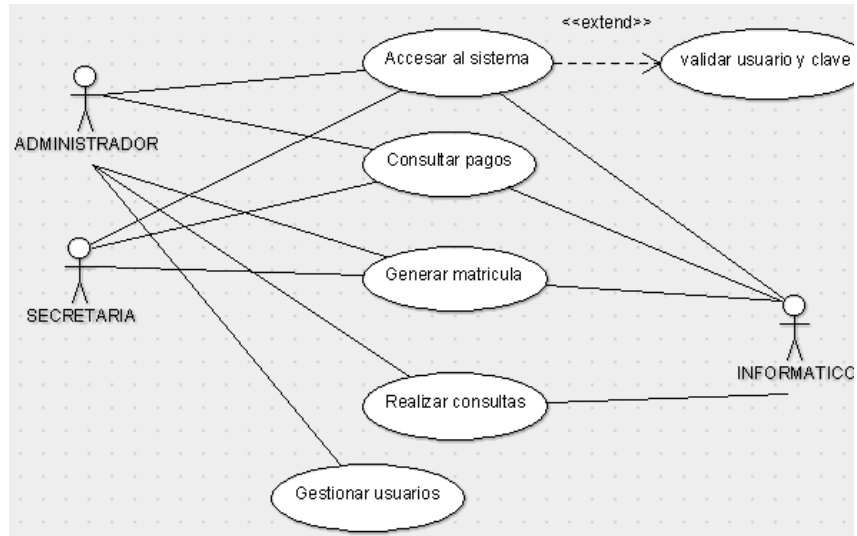 <<extend>>
Accesar al sistema
validar usuario y clave
ADMINISTRADOR
Consultar pagos
SECRETARIA
Generar matricula
INFORMATICO
Realizar consultas
Gestionar usuarios